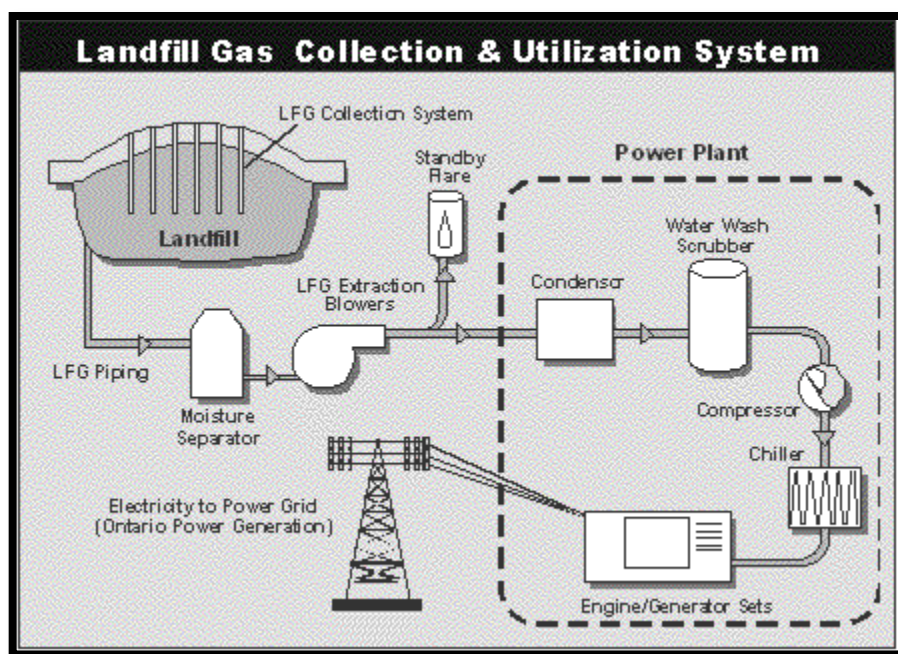 Landfill Gas Collection & Utilization System
LFG Collection System
Standby
Flare
Power Plant
Landfill
Water Wash
Scrubber
LFG Extraction
Blowers
Condensor
LFG Piping
Moisture
Separator
Compressor
Chiller
Electricity to Power Grid
(Ontario Power Generation)
Engine/Generator Sets